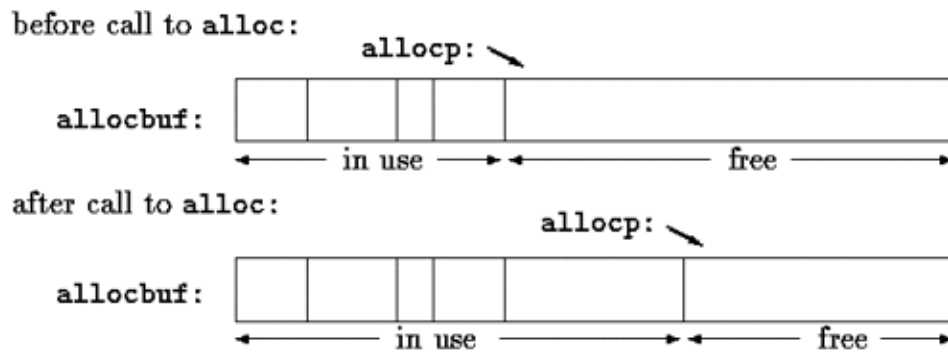 before call to alloc:
allocp:
allocbuf:
in use
free
after call to alloc:
allocp:
allocbuf:
in use
free